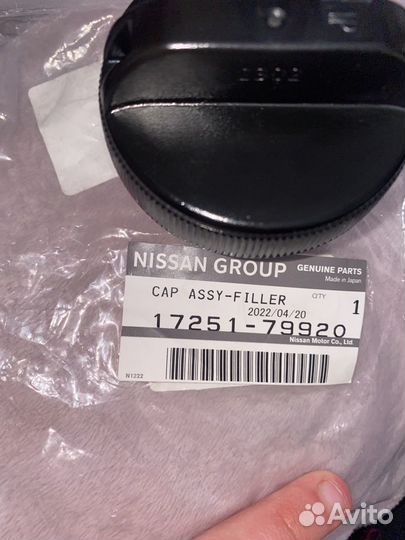 NISSAN GROUP GENUINE PARTS
Made in Japan
CAP ASSY-FILLER QTY 1
2022/04/20
17251-79920
Nissan Motor Co., Ltd.
N1222
Avito